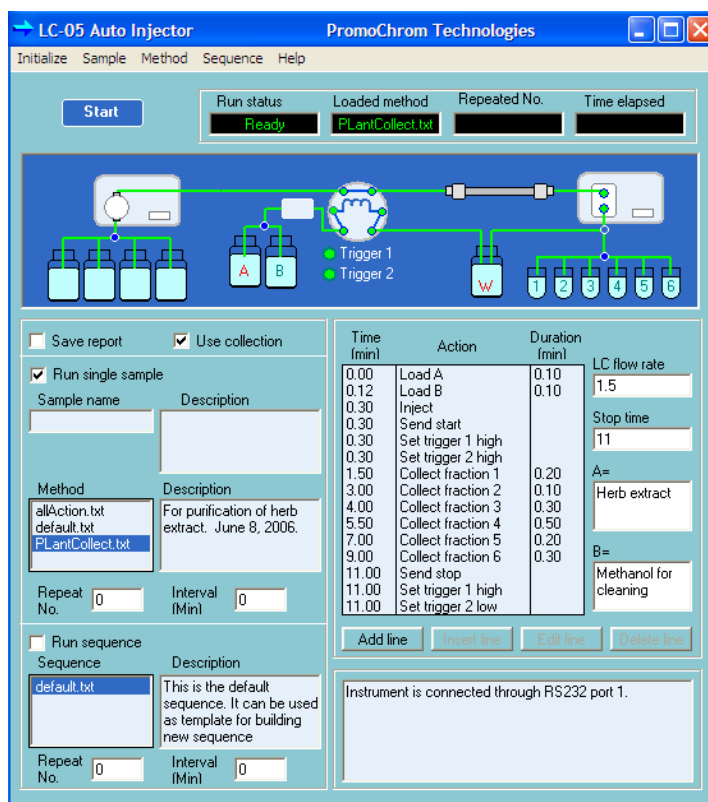 LC-05 Auto Injector PromoChrom Technologies
Initialize Sample Method Sequence Help
Start
Run status Loaded method Repeated No. Time elapsed
Ready PLantCollect.txt
A B
Trigger 1
Trigger 2
W
1 2 3 4 5 6
Save report Use collection
Run single sample
Sample name Description
Method Description
allAction.txt
default.txt
PLantCollect.txt
For purification of herb
extract. June 8, 2006.
Repeat No. 0 Interval (Min) 0
Run sequence
Sequence Description
default.txt
This is the default
sequence. It can be used
as template for building
new sequence
Repeat No. 0 Interval (Min) 0
Time (min) Action Duration (min)
0.00 Load A 0.10
0.12 Load B 0.10
0.30 Inject
0.30 Send start
0.30 Set trigger 1 high
0.30 Set trigger 2 high
1.50 Collect fraction 1 0.20
3.00 Collect fraction 2 0.10
4.00 Collect fraction 3 0.30
5.50 Collect fraction 4 0.50
7.00 Collect fraction 5 0.20
9.00 Collect fraction 6 0.30
11.00 Send stop
11.00 Set trigger 1 high
11.00 Set trigger 2 low
LC flow rate
1.5
Stop time
11
A=
Herb extract
B=
Methanol for
cleaning
Add line Insert line Edit line Delete line
Instrument is connected through RS232 port 1.